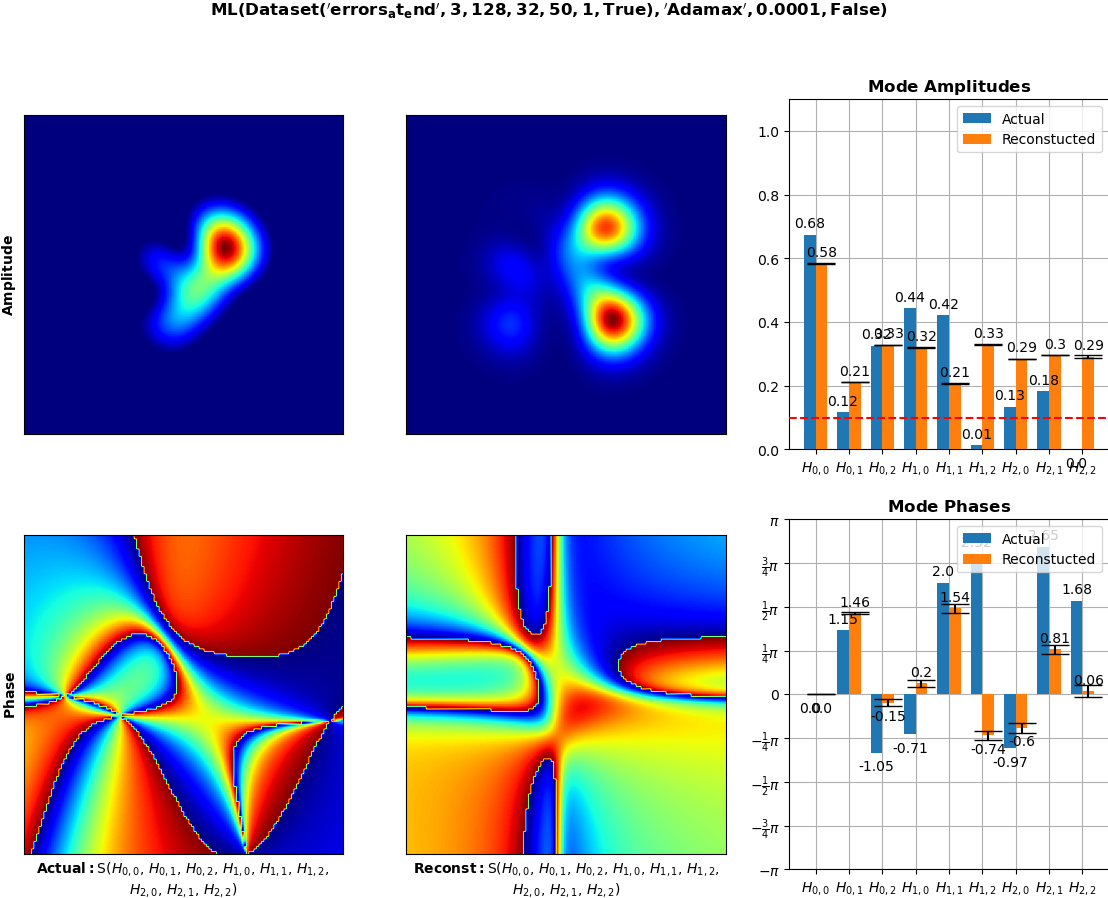 ML(Dataset('errors_at_end', 3, 128, 32, 50, 1, True), 'Adamax', 0.0001, False)
Amplitude
Mode Amplitudes
Actual
Reconstucted
1.0
0.8
0.6
0.4
0.2
0.0
0.68
0.58
0.12
0.21
0.32
0.33
0.44
0.32
0.42
0.21
0.01
0.33
0.13
0.29
0.18
0.3
0.0
0.29
H0,0 H0,1 H0,2 H1,0 H1,1 H1,2 H2,0 H2,1 H2,2
Phase
Actual: S(H0,0, H0,1, H0,2, H1,0, H1,1, H1,2,
H2,0, H2,1, H2,2)
Reconst: S(H0,0, H0,1, H0,2, H1,0, H1,1, H1,2,
H2,0, H2,1, H2,2)
Mode Phases
Actual
Reconstucted
π
3/4π
1/2π
1/4π
0
−1/4π
−1/2π
−3/4π
−π
0.0
0.0
1.15
1.46
-1.05
-0.15
-0.71
0.2
2.0
1.54
-0.74
-0.97
-0.6
0.81
1.68
0.06
H0,0 H0,1 H0,2 H1,0 H1,1 H1,2 H2,0 H2,1 H2,2